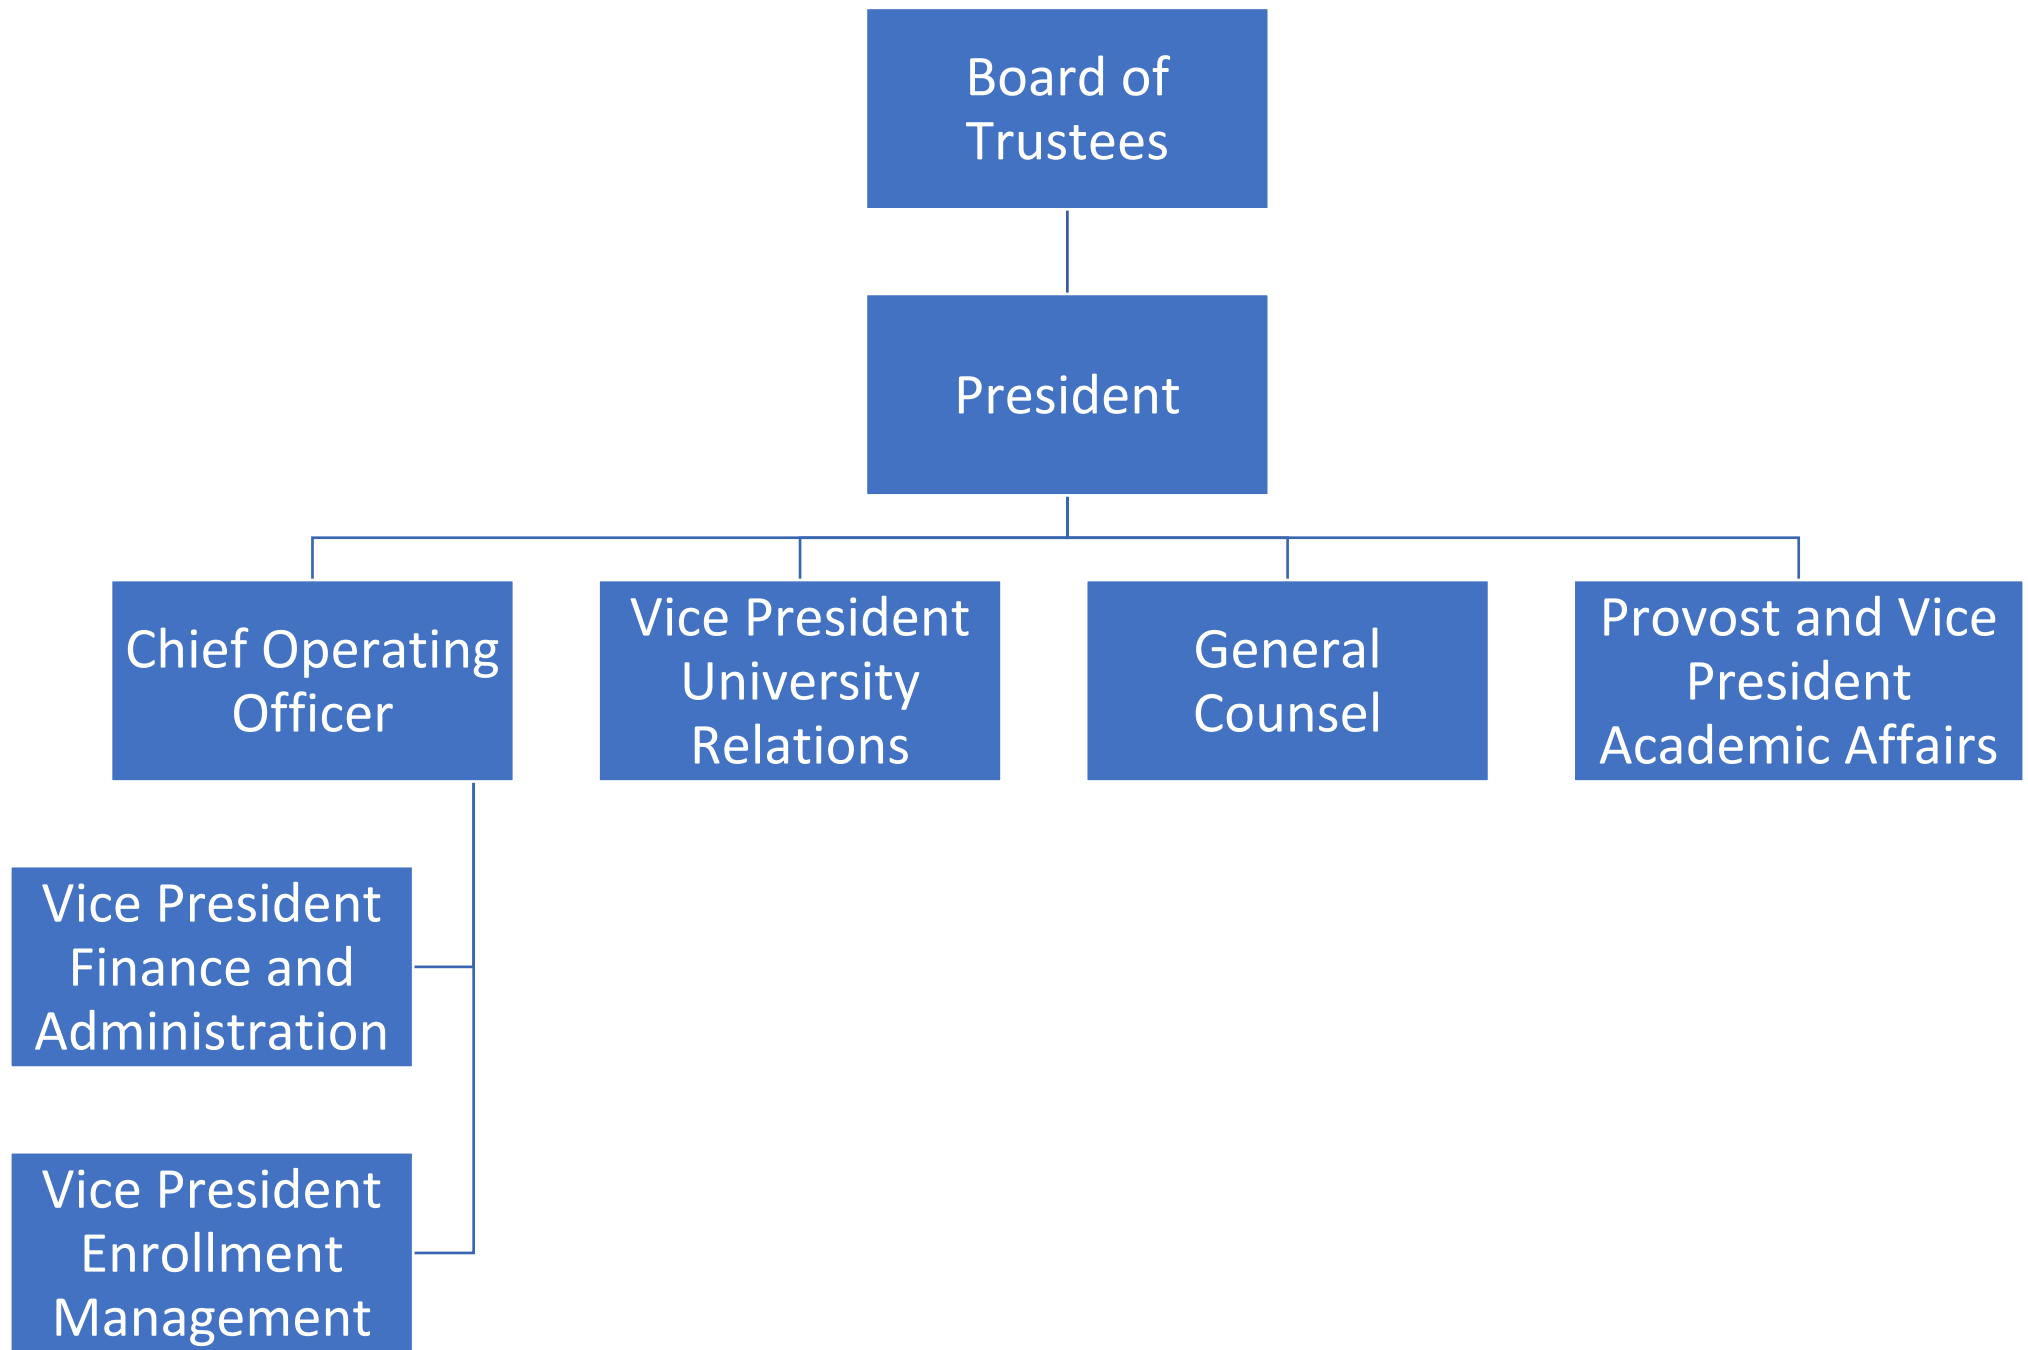 Board of
Trustees
President
Chief Operating
Officer
Vice President
University
Relations
General
Counsel
Provost and Vice
President
Academic Affairs
Vice President
Finance and
Administration
Vice President
Enrollment
Management